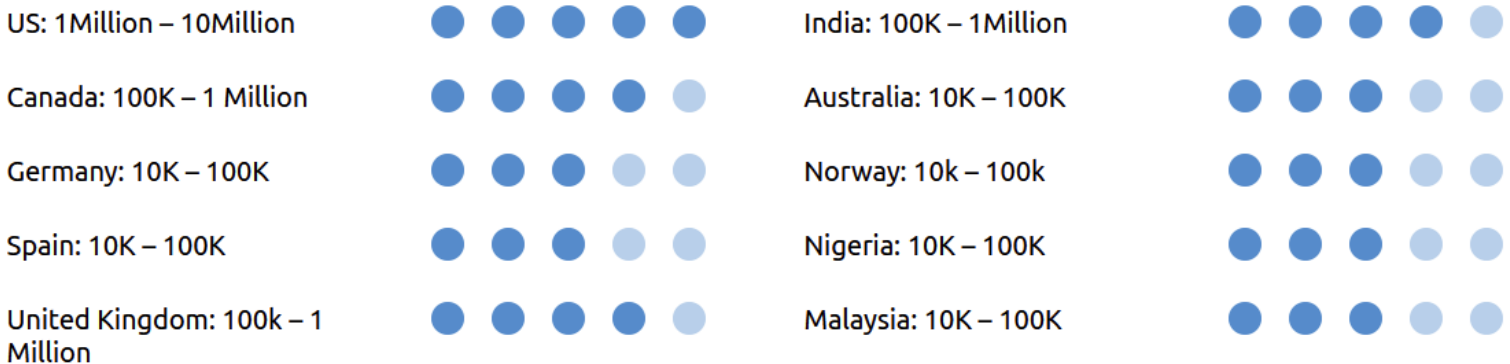 US: 1Million – 10Million
Canada: 100K – 1 Million
Germany: 10K – 100K
Spain: 10K – 100K
United Kingdom: 100k – 1
Million
India: 100K – 1Million
Australia: 10K – 100K
Norway: 10k – 100k
Nigeria: 10K – 100K
Malaysia: 10K – 100K